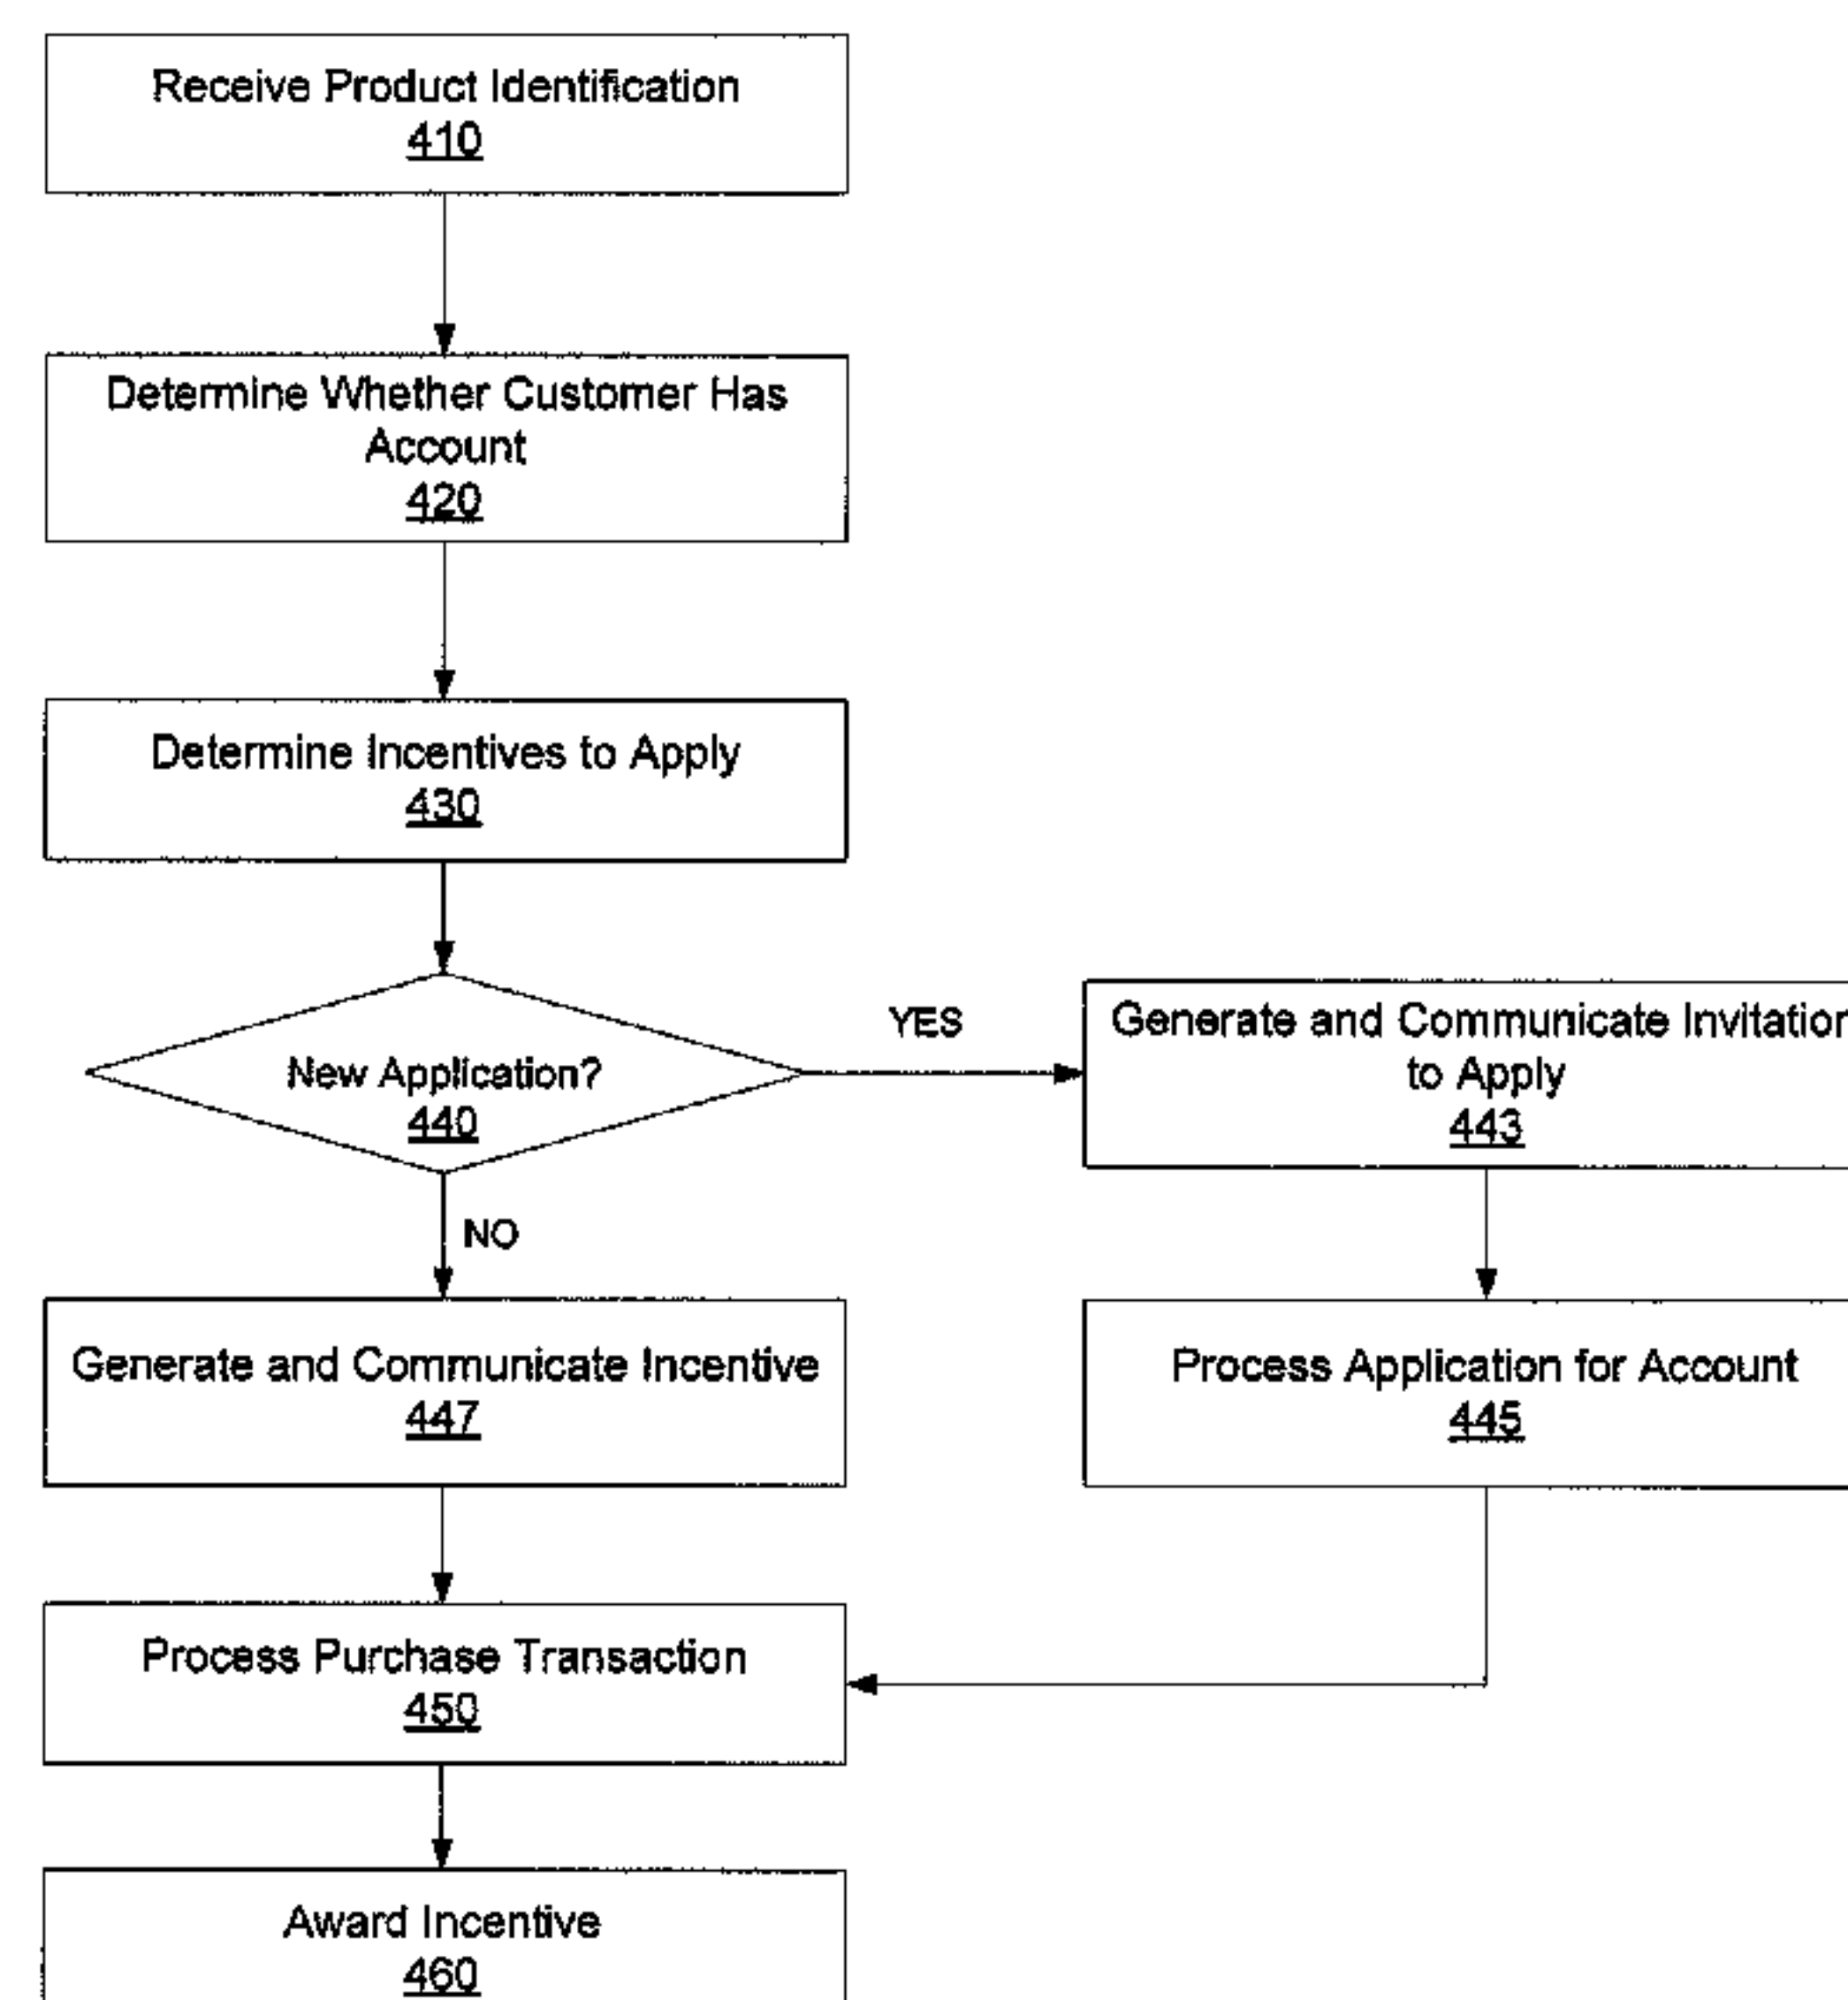 Receive Product Identification
410
Determine Whether Customer Has
Account
420
Determine Incentives to Apply
430
New Application?
440
YES
Generate and Communicate Invitation
to Apply
443
NO
Generate and Communicate Incentive
447
Process Application for Account
445
Process Purchase Transaction
450
Award Incentive
460